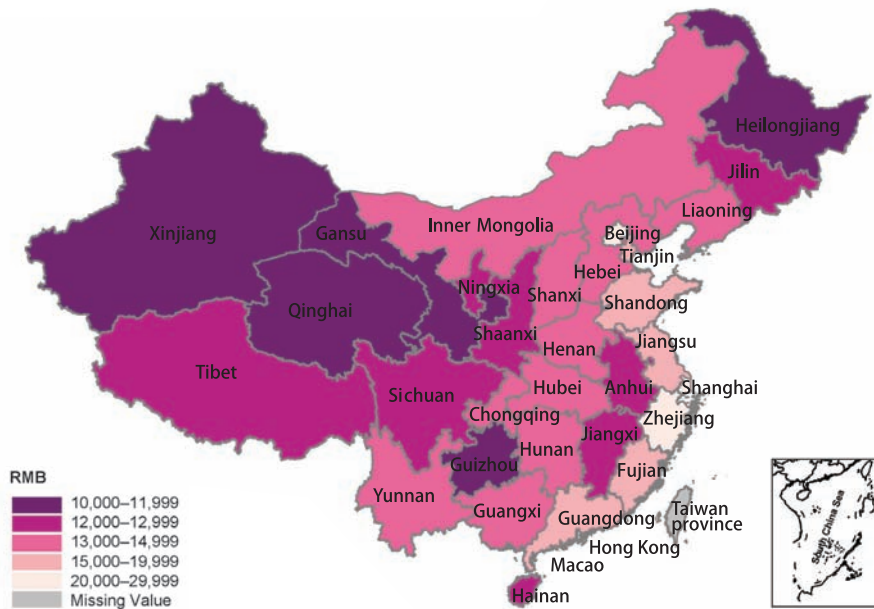 Heilongjiang
Jilin
Liaoning
Inner Mongolia
Xinjiang
Gansu
Beijing
Tianjin
Hebei
Ningxia
Shanxi
Shandong
Qinghai
Shaanxi
Henan
Jiangsu
Tibet
Sichuan
Hubei
Anhui
Shanghai
Chongqing
Zhejiang
Jiangxi
Hunan
Guizhou
Fujian
Yunnan
Guangxi
Guangdong
Taiwan
province
Hong Kong
Macao
Hainan
RMB
10,000–11,999
12,000–12,999
13,000–14,999
15,000–19,999
20,000–29,999
Missing Value
South China Sea